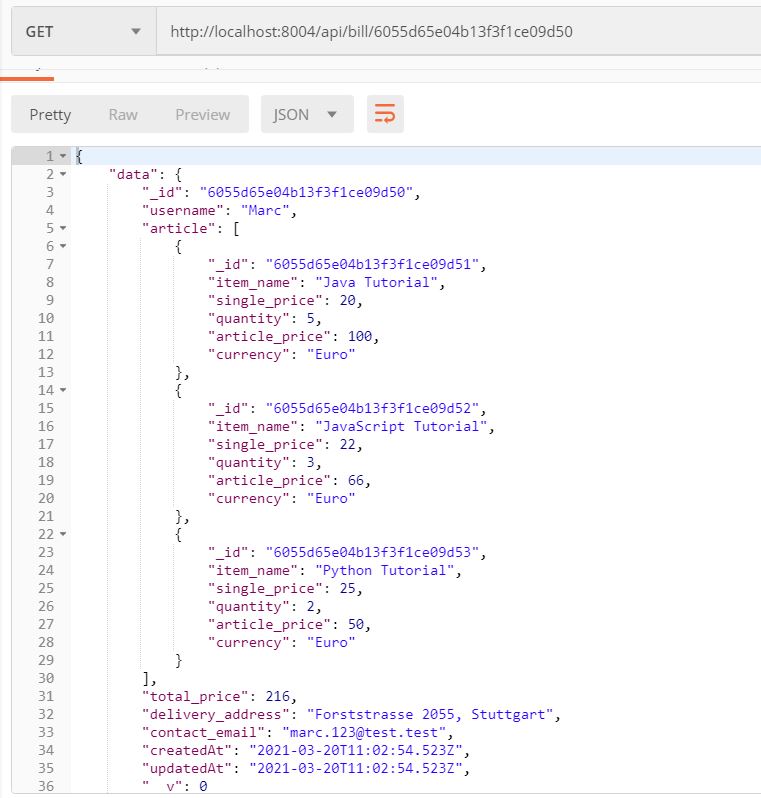 GET http://localhost:8004/api/bill/6055d65e04b13f3f1ce09d50
Pretty Raw Preview JSON
1 {
2 "data": {
3 "_id": "6055d65e04b13f3f1ce09d50",
4 "username": "Marc",
5 "article": [
6 {
7 "_id": "6055d65e04b13f3f1ce09d51",
8 "item_name": "Java Tutorial",
9 "single_price": 20,
10 "quantity": 5,
11 "article_price": 100,
12 "currency": "Euro"
13 },
14 {
15 "_id": "6055d65e04b13f3f1ce09d52",
16 "item_name": "JavaScript Tutorial",
17 "single_price": 22,
18 "quantity": 3,
19 "article_price": 66,
20 "currency": "Euro"
21 },
22 {
23 "_id": "6055d65e04b13f3f1ce09d53",
24 "item_name": "Python Tutorial",
25 "single_price": 25,
26 "quantity": 2,
27 "article_price": 50,
28 "currency": "Euro"
29 }
30 ],
31 "total_price": 216,
32 "delivery_address": "Forststrasse 2055, Stuttgart",
33 "contact_email": "marc.123@test.test",
34 "createdAt": "2021-03-20T11:02:54.523Z",
35 "updatedAt": "2021-03-20T11:02:54.523Z",
36 "__v": 0